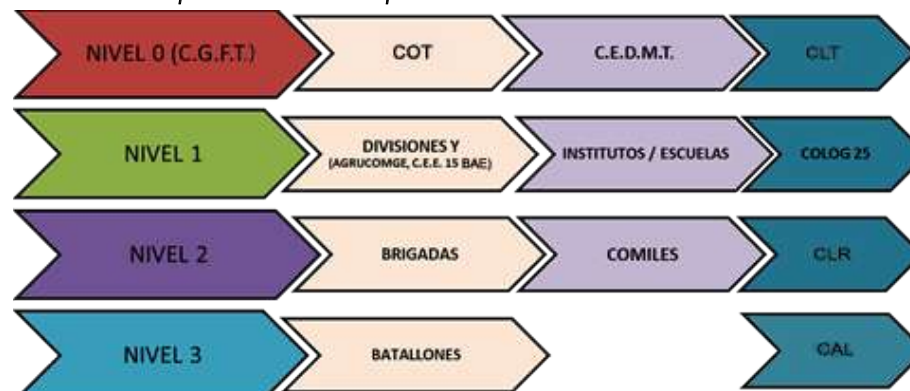 NIVEL 0 (C.G.F.T.)
COT
C.E.D.M.T.
CLT
NIVEL 1
DIVISIONES Y
(AGRUCOMGE, C.E.E. 15 BAE)
INSTITUTOS / ESCUELAS
COLOG 25
NIVEL 2
BRIGADAS
COMILES
CLR
NIVEL 3
BATALLONES
CAL